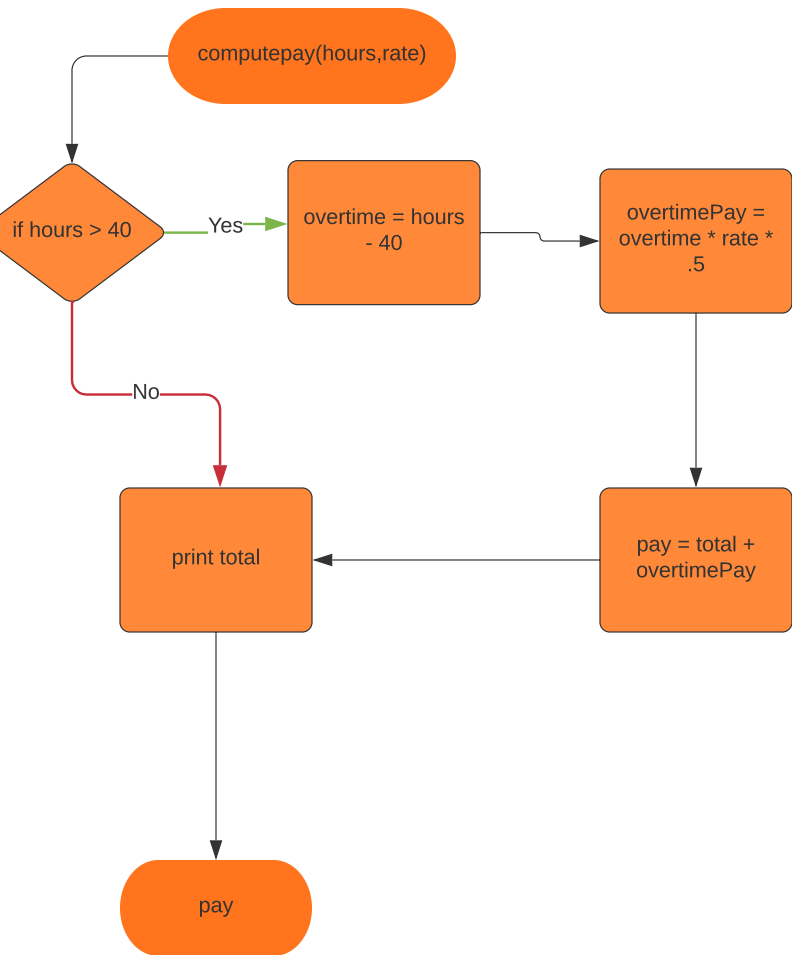 computepay(hours,rate)
if hours > 40
Yes
overtime = hours
- 40
overtimePay =
overtime * rate *
.5
No
print total
pay = total +
overtimePay
pay